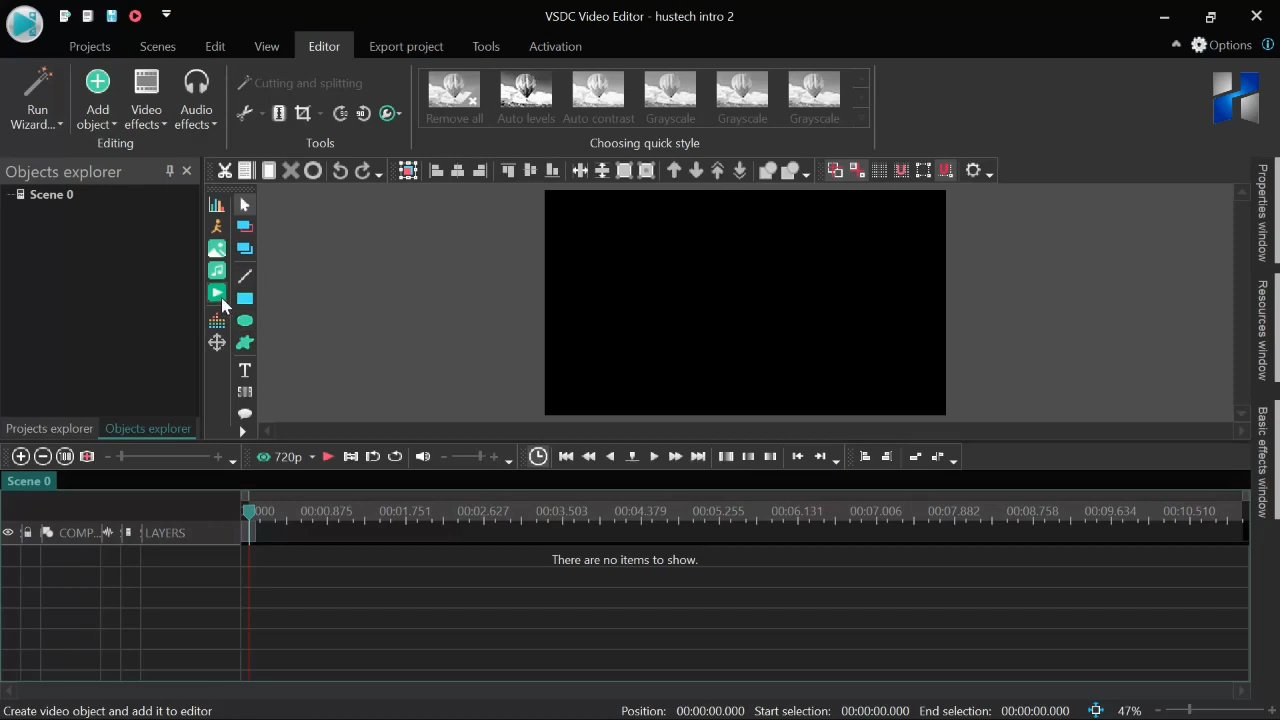 VSDC Video Editor - hustech intro 2
Projects
Scenes
Edit
View
Editor
Export project
Tools
Activation
Options
Run
Wizard...
Add
object
Video
effects
Audio
effects
Editing
Cutting and splitting
Tools
Remove all
Auto levels
Auto contrast
Grayscale
Grayscale
Grayscale
Choosing quick style
Objects explorer
Scene 0
Properties window
Resources window
Basic effects window
T
Projects explorer
Objects explorer
720p
Scene 0
000
00:00.875
00:01.751
00:02.627
00:03.503
00:04.379
00:05.255
00:06.131
00:07.006
00:07.882
00:08.758
00:09.634
00:10.510
COMP...
LAYERS
There are no items to show.
Create video object and add it to editor
Position: 00:00:00.000
Start selection: 00:00:00.000
End selection: 00:00:00.000
47%